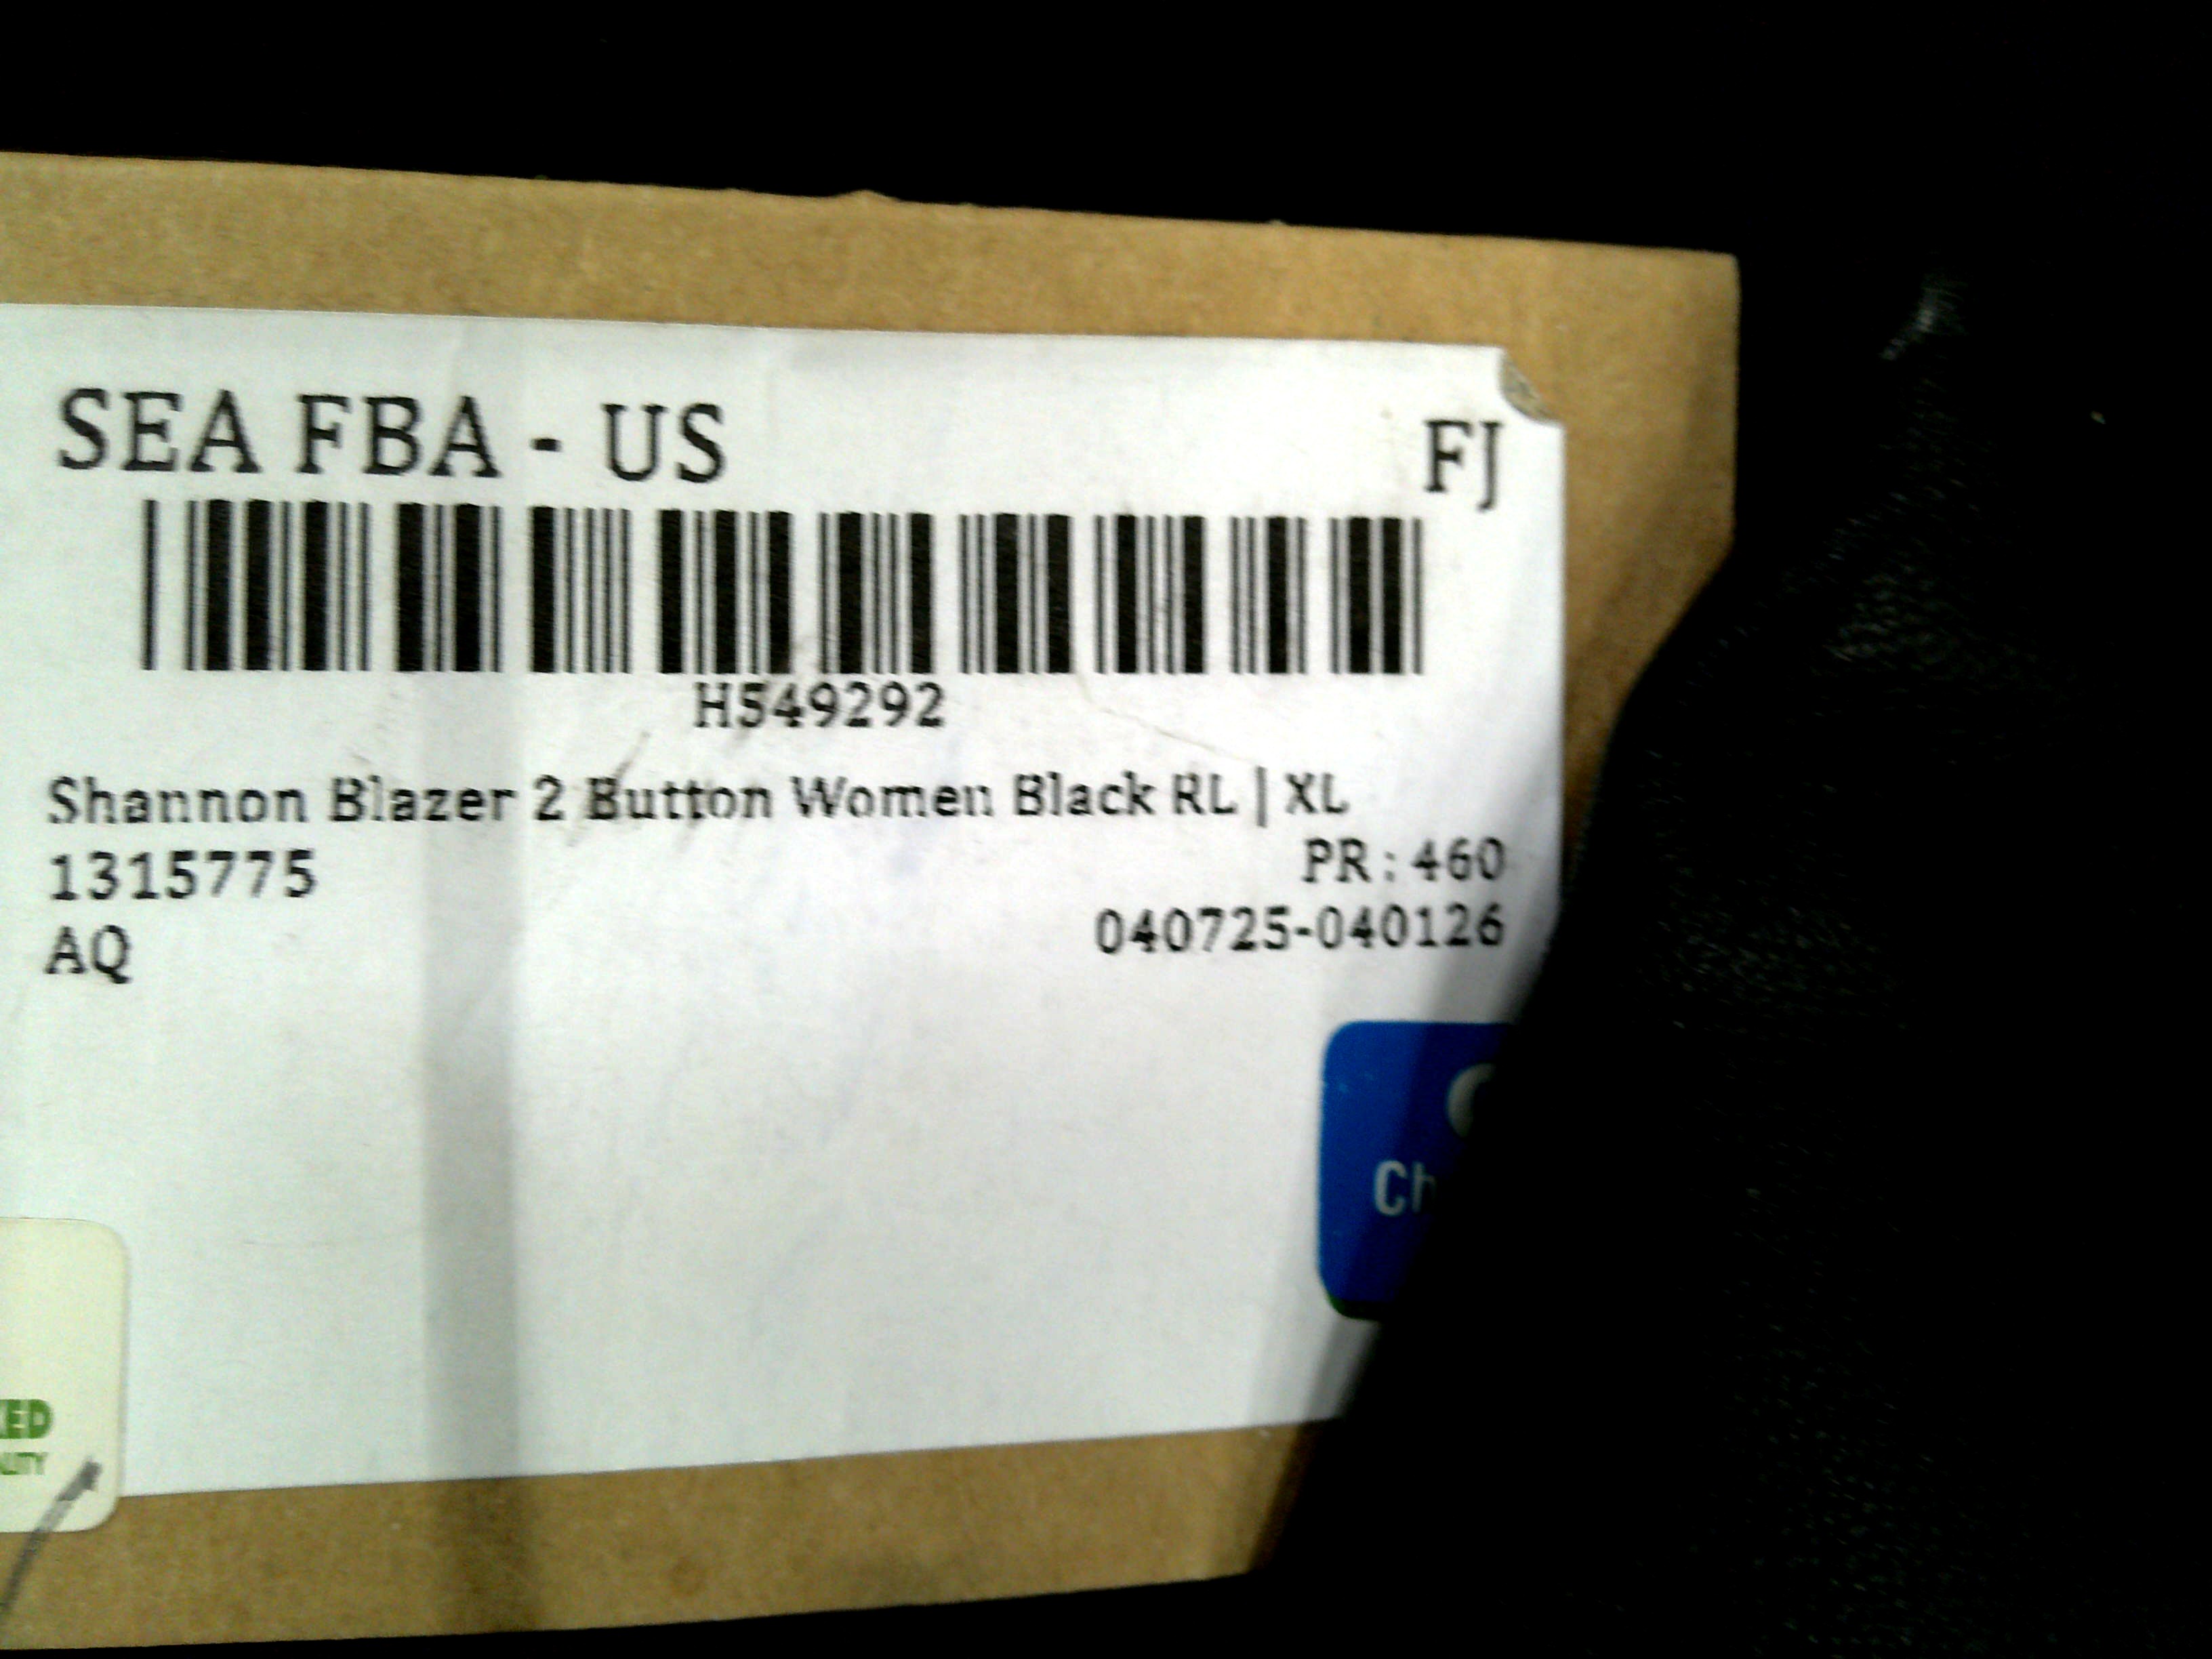 SEA FBA - US
FJ
H549292
Shannon Blazer 2 Button Women Black RL | XL
1315775
PR : 460
AQ
040725-040126